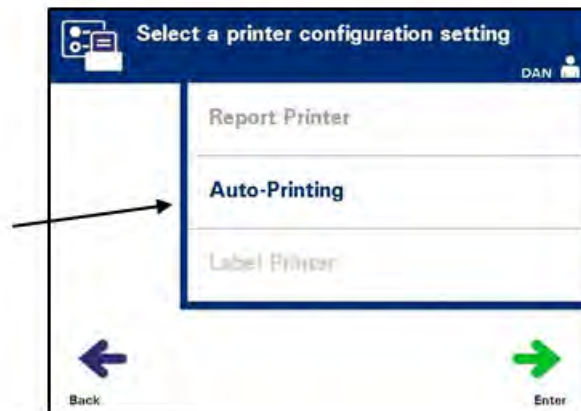 Select a printer configuration setting
DAN
Report Printer
Auto-Printing
Label Printer
Back
Enter